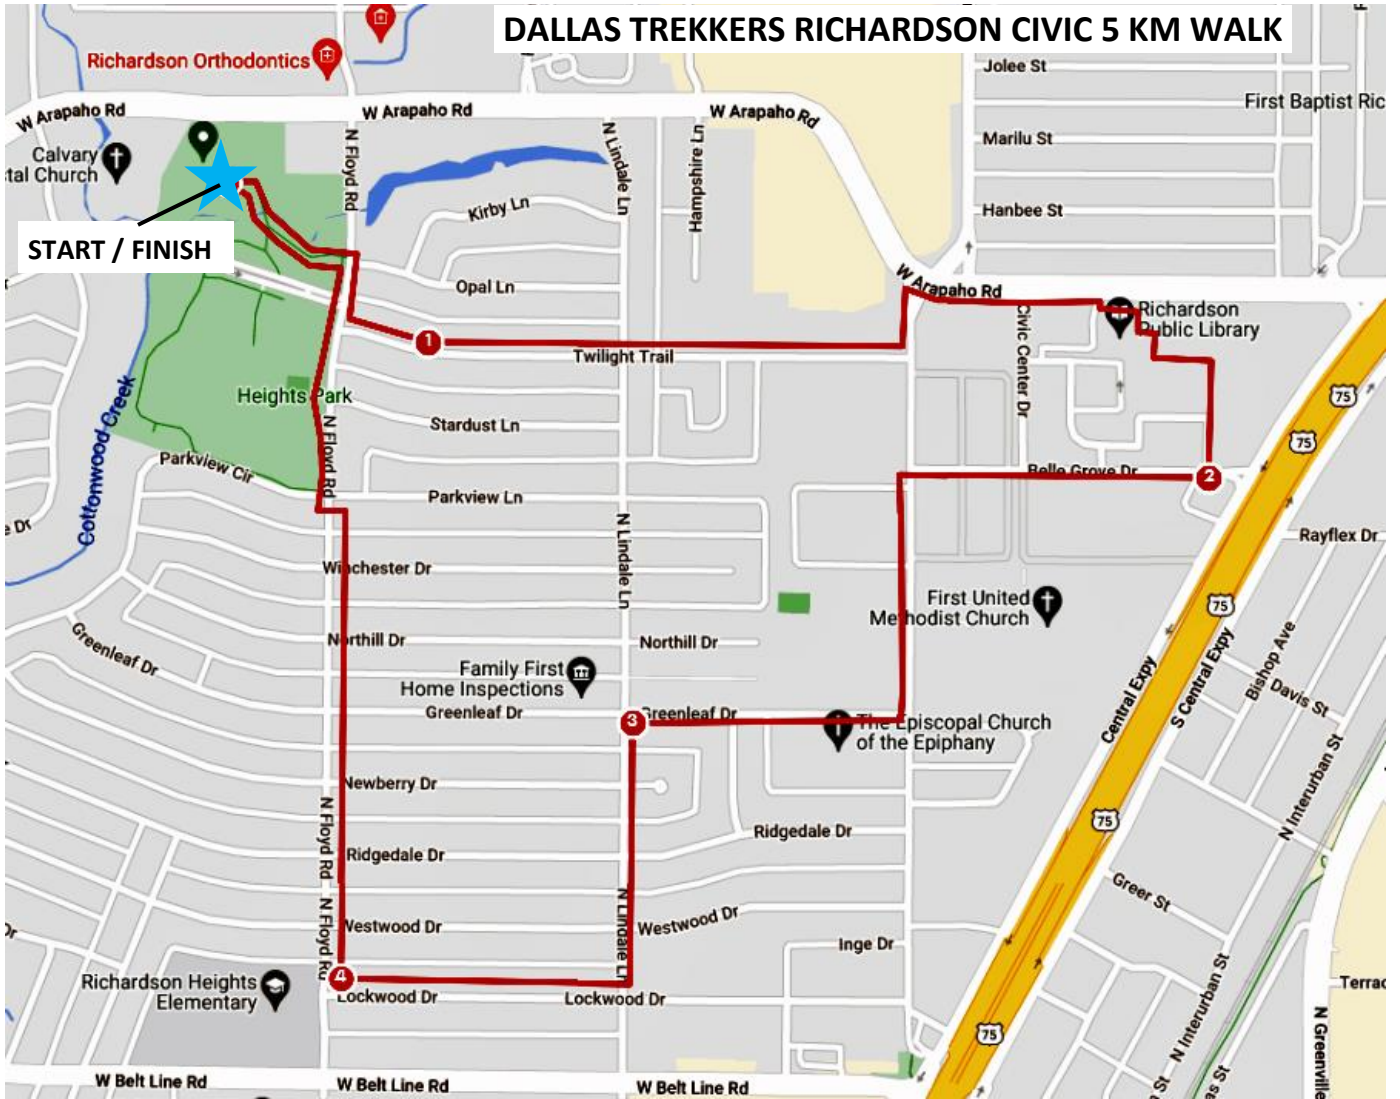 DALLAS TREKKERS RICHARDSON CIVIC 5 KM WALK
Richardson Orthodontics
Jolee St
First Baptist Ric
W Arapaho Rd
W Arapaho Rd
W Arapaho Rd
Marilu St
Calvary
tal Church
N Floyd Rd
N Lindale Ln
Hampshire Ln
Kirby Ln
Hanbee St
START / FINISH
Opal Ln
W Arapaho Rd
Richardson
Public Library
Civic Center Dr
1
Twilight Trail
75
Heights Park
Cottonwood Creek
Stardust Ln
N Floyd Rd
75
Parkview Cir
Belle Grove Dr
2
Parkview Ln
e Dr
N Lindale Ln
Rayflex Dr
Winchester Dr
First United
Methodist Church
75
Northill Dr
Northill Dr
Greenleaf Dr
Family First
Home Inspections
Bishop Ave
Davis St
Central Expy
S Central Expy
Greenleaf Dr
3
Greenleaf Dr
The Episcopal Church
of the Epiphany
N Interurban St
Newberry Dr
75
N Floyd Rd
Ridgedale Dr
Ridgedale Dr
Greer St
N Floyd Rd
N Lindale Ln
Westwood Dr
Westwood Dr
Dr
Inge Dr
Richardson Heights
Elementary
4
Lockwood Dr
Lockwood Dr
Terrac
N Interurban St
75
N Greenville
W Belt Line Rd
W Belt Line Rd
W Belt Line Rd
St
as St